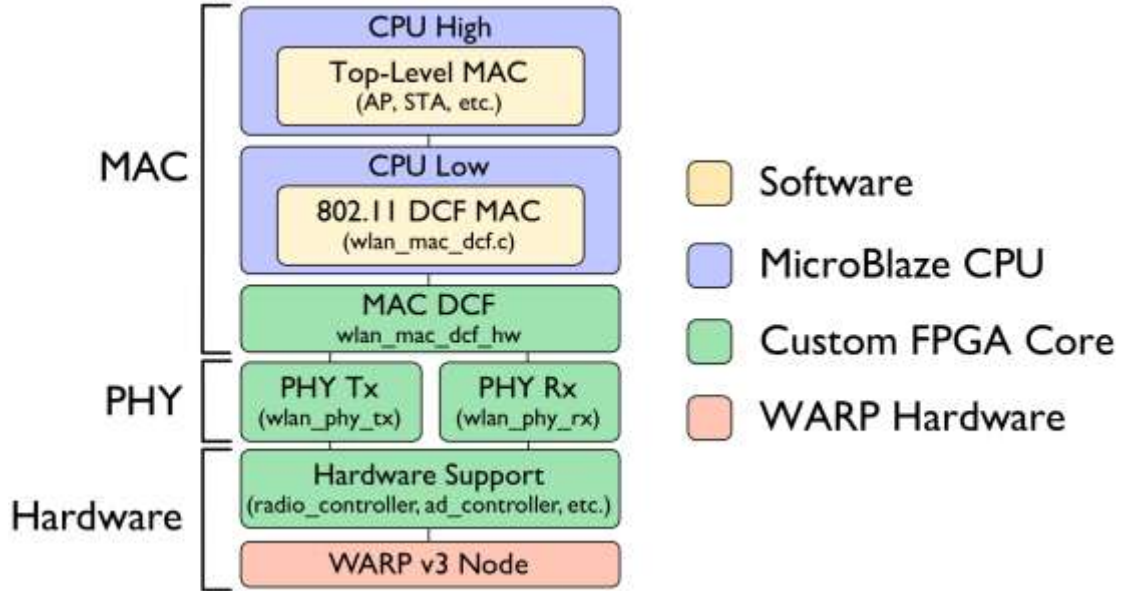 MAC
CPU High
Top-Level MAC
(AP, STA, etc.)
CPU Low
802.11 DCF MAC
(wlan_mac_dcf.c)
MAC DCF
wlan_mac_dcf_hw
PHY
PHY Tx
(wlan_phy_tx)
PHY Rx
(wlan_phy_rx)
Hardware
Hardware Support
(radio_controller, ad_controller, etc.)
WARP v3 Node
Software
MicroBlaze CPU
Custom FPGA Core
WARP Hardware